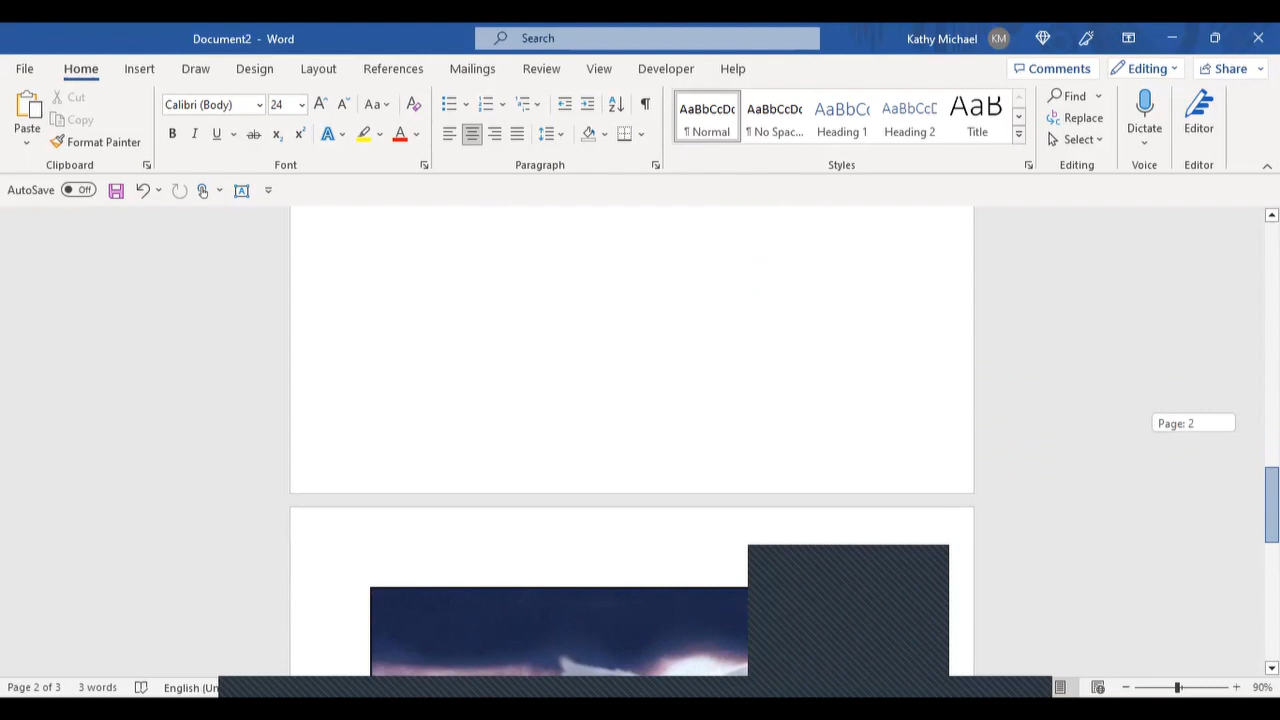 Document2 - Word
Search
Kathy Michael
KM
File
Home
Insert
Draw
Design
Layout
References
Mailings
Review
View
Developer
Help
Comments
Editing
Share
Paste
Cut
Copy
Format Painter
Clipboard
Calibri (Body)
24
Font
Paragraph
AaBbCcDc
¶ Normal
AaBbCcDc
¶ No Spac...
AaBbCc
Heading 1
AaBbCcD
Heading 2
AaB
Title
Styles
Find
Replace
Select
Editing
Dictate
Voice
Editor
Editor
AutoSave
Off
Page: 2
Page 2 of 3
3 words
English (Un
90%